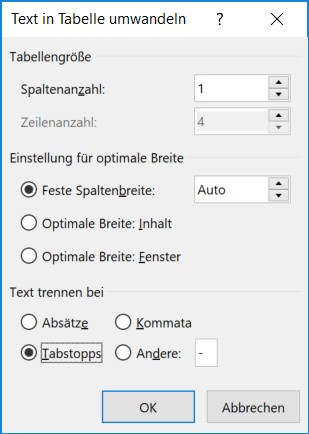 Text in Tabelle umwandeln ? ×
Tabellengröße
Spaltenanzahl: 1
Zeilenanzahl: 4
Einstellung für optimale Breite
Feste Spaltenbreite: Auto
Optimale Breite: Inhalt
Optimale Breite: Fenster
Text trennen bei
Absätze Kommata
Tabstopps Andere: -
OK Abbrechen